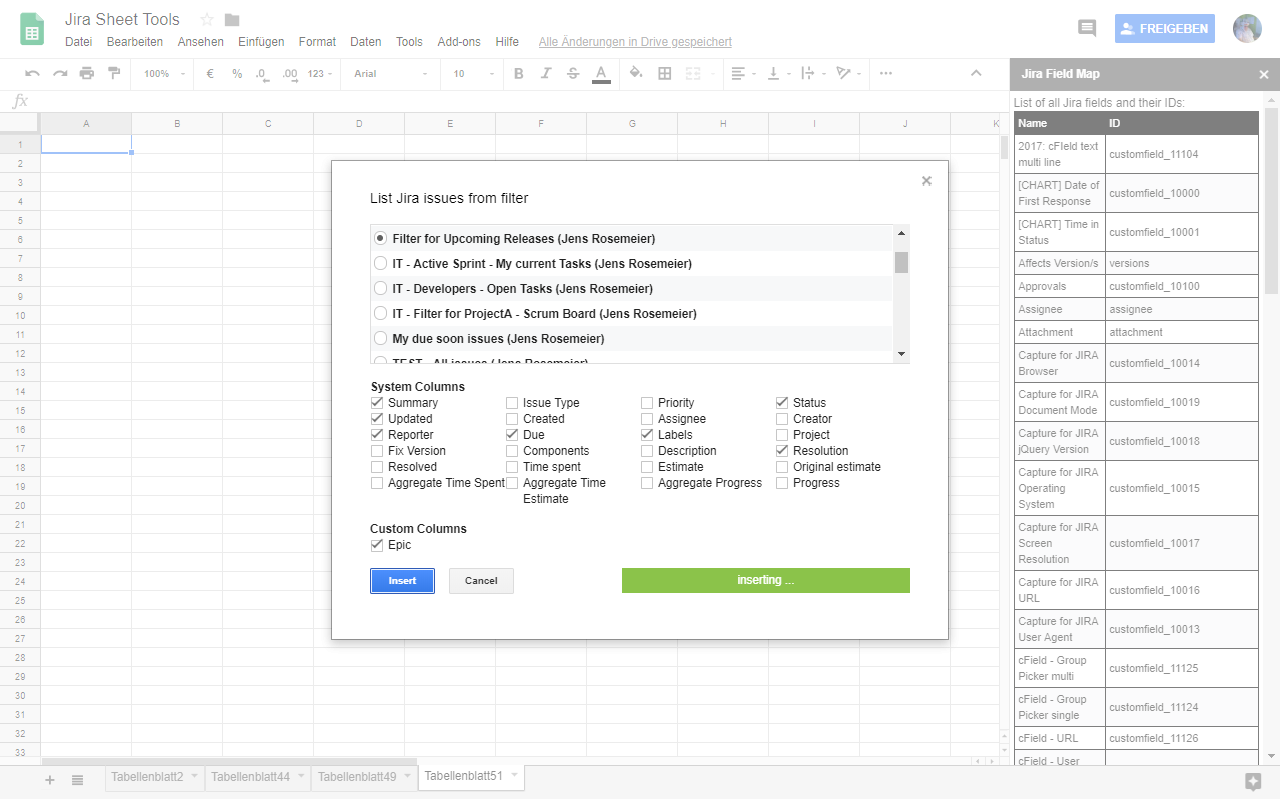 Jira Sheet Tools
Datei Bearbeiten Ansehen Einfügen Format Daten Tools Add-ons Hilfe Alle Änderungen in Drive gespeichert
FREIGEBEN
100% € % .0 .00 123 Arial 10 B I S A
fx
A B C D E F G H I J K
1
2
3
4
5
6
7
8
9
10
11
12
13
14
15
16
17
18
19
20
21
22
23
24
25
26
27
28
29
30
31
32
33
List Jira issues from filter
Filter for Upcoming Releases (Jens Rosemeier)
IT - Active Sprint - My current Tasks (Jens Rosemeier)
IT - Developers - Open Tasks (Jens Rosemeier)
IT - Filter for ProjectA - Scrum Board (Jens Rosemeier)
My due soon issues (Jens Rosemeier)
TEST - All issues (Jens Rosemeier)
System Columns
Summary Issue Type Priority Status
Updated Created Assignee Creator
Reporter Due Labels Project
Fix Version Components Description Resolution
Resolved Time spent Estimate Original estimate
Aggregate Time Spent Aggregate Time Aggregate Progress Progress
Estimate
Custom Columns
Epic
Insert Cancel inserting ...
Jira Field Map
List of all Jira fields and their IDs:
Name ID
2017: cFIeld text
multi line customfield_11104
[CHART] Date of
First Response customfield_10000
[CHART] Time in
Status customfield_10001
Affects Version/s versions
Approvals customfield_10100
Assignee assignee
Attachment attachment
Capture for JIRA
Browser customfield_10014
Capture for JIRA
Document Mode customfield_10019
Capture for JIRA
jQuery Version customfield_10018
Capture for JIRA
Operating
System customfield_10015
Capture for JIRA
Screen
Resolution customfield_10017
Capture for JIRA
URL customfield_10016
Capture for JIRA
User Agent customfield_10013
cField - Group
Picker multi customfield_11125
cField - Group
Picker single customfield_11124
cField - URL customfield_11126
cField - User
Tabellenblatt2 Tabellenblatt44 Tabellenblatt49 Tabellenblatt51